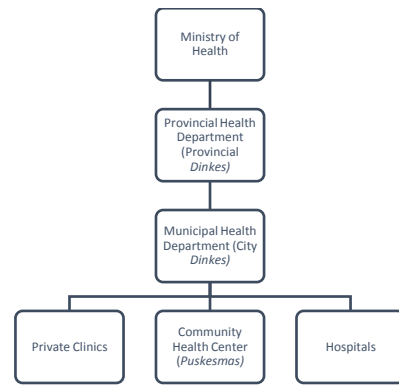 Ministry of
Health
Provincial Health
Department
(Provincial
Dinkes)
Municipal Health
Department (City
Dinkes)
Private Clinics
Community
Health Center
(Puskesmas)
Hospitals